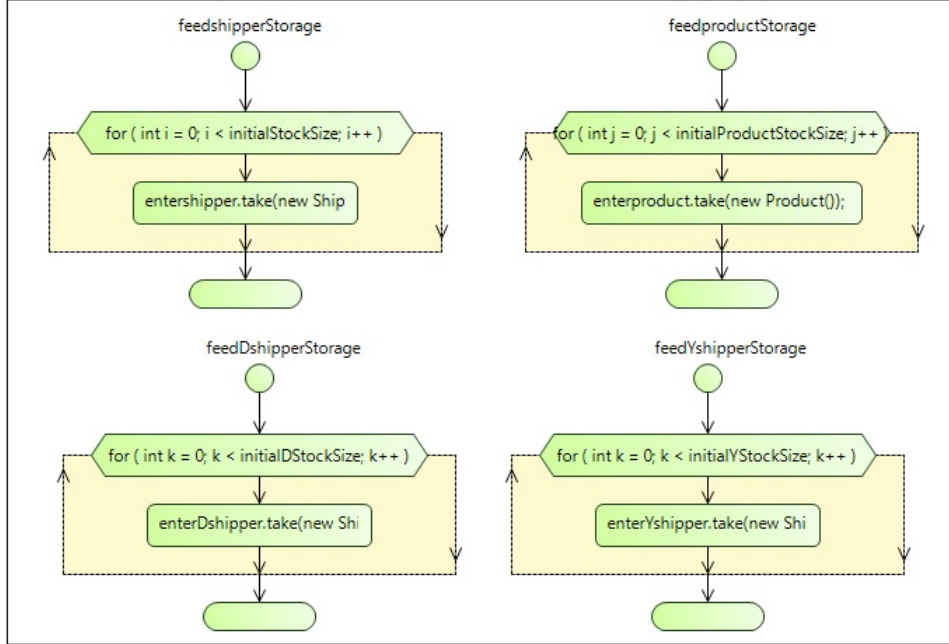 feedshipperStorage
feedproductStorage
for ( int i = 0; i < initialStockSize; i++ )
for ( int j = 0; j < initialProductStockSize; j++ )
entershipper.take(new Ship
enterproduct.take(new Product());
feedDshipperStorage
feedYshipperStorage
for ( int k = 0; k < initialDStockSize; k++ )
for ( int k = 0; k < initialYStockSize; k++ )
enterDshipper.take(new Shi
enterYshipper.take(new Shi